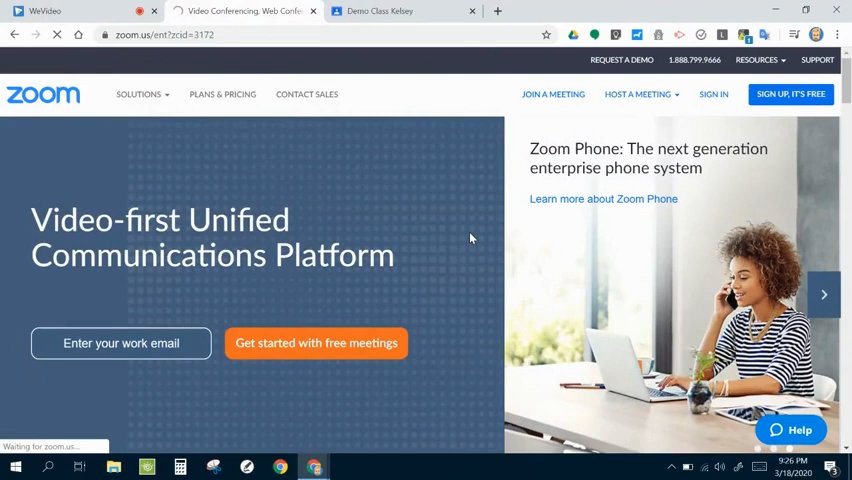 WeVideo
Video Conferencing, Web Confe
Demo Class Kelsey
zoom.us/ent?zcid=3172
REQUEST A DEMO
1.888.799.9666
RESOURCES
SUPPORT
zoom
SOLUTIONS
PLANS & PRICING
CONTACT SALES
JOIN A MEETING
HOST A MEETING
SIGN IN
SIGN UP, IT'S FREE
Video-first Unified
Communications Platform
Enter your work email
Get started with free meetings
Zoom Phone: The next generation
enterprise phone system
Learn more about Zoom Phone
Help
Waiting for zoom.us...
9:26 PM
3/18/2020